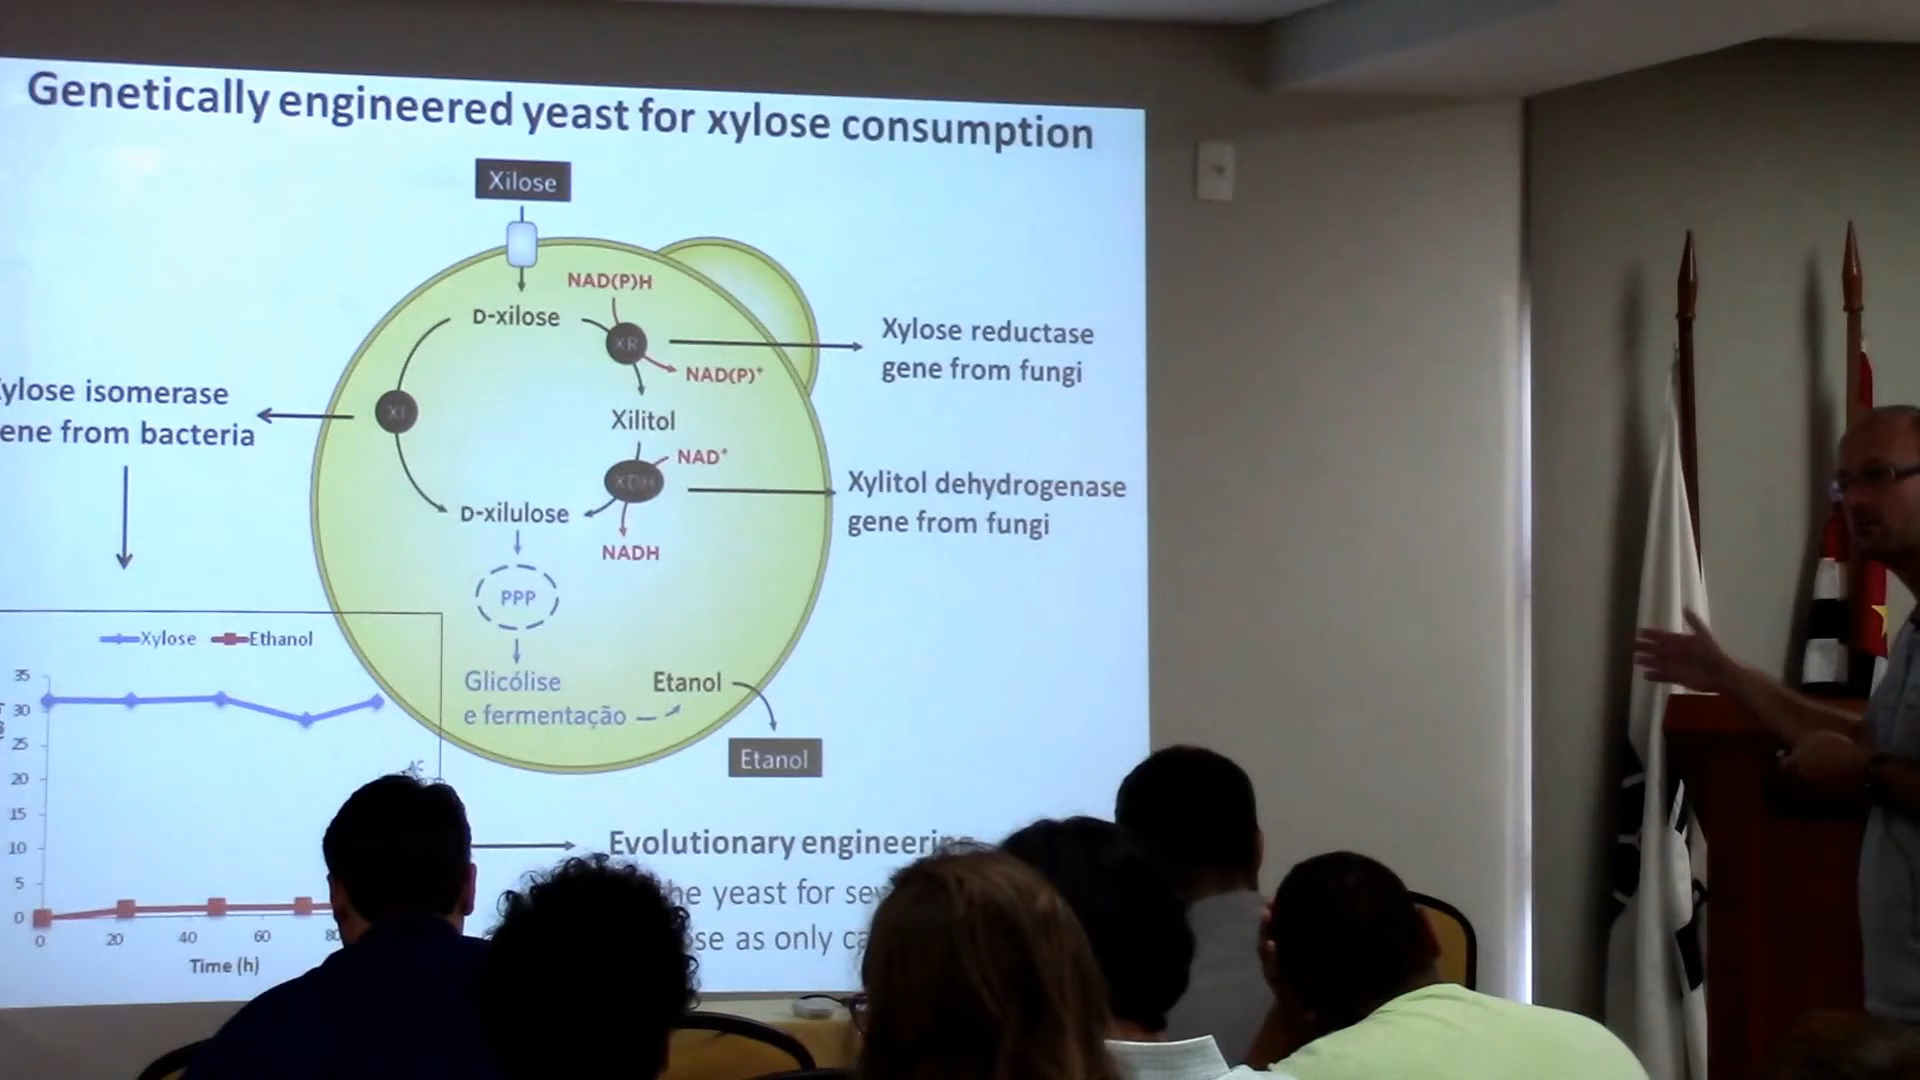 Genetically engineered yeast for xylose consumption
Xilose
NAD(P)H
D-xilose
XR
Xylose reductase
gene from fungi
NAD(P)⁺
ylose isomerase
ene from bacteria
XI
Xilitol
NAD⁺
XDH
Xylitol dehydrogenase
gene from fungi
D-xilulose
NADH
PPP
Xylose Ethanol
Glicólise
e fermentação
Etanol
Etanol
35
30
25
20
15
10
5
0
0 20 40 60 80
Time (h)
Evolutionary engineering
he yeast for sev
se as only ca